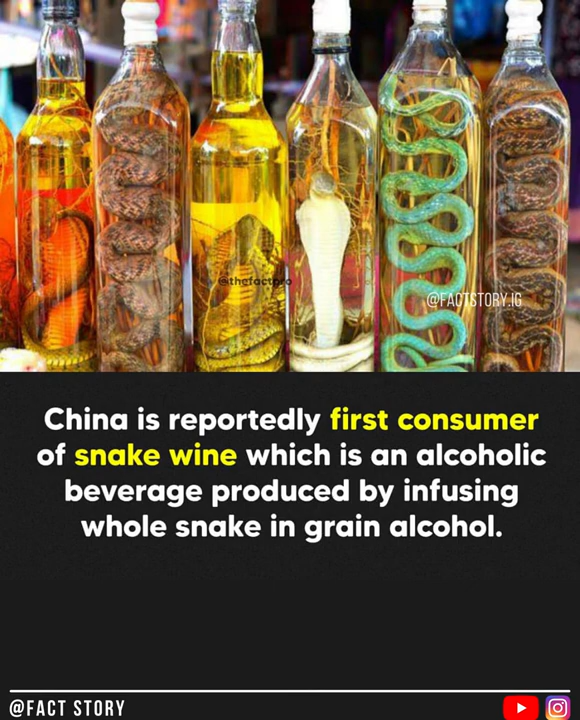 @thefactpro
@FACTSTORY.IG
China is reportedly first consumer
of snake wine which is an alcoholic
beverage produced by infusing
whole snake in grain alcohol.
@FACT STORY